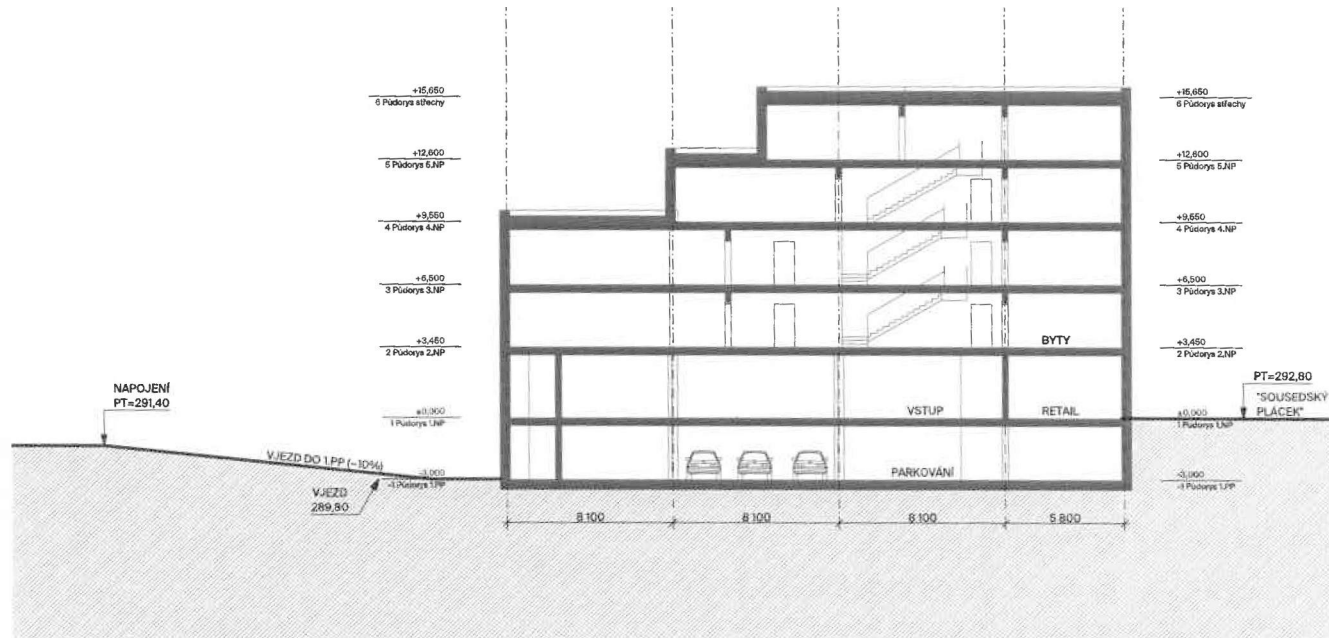 +15,650
6 Půdorys střechy
+12,600
5 Půdorys 5.NP
+9,550
4 Půdorys 4.NP
+6,500
3 Půdorys 3.NP
+3,450
2 Půdorys 2.NP
±0,000
1 Půdorys 1.NP
-3,000
-1 Půdorys 1.PP
NAPOJENÍ
PT=291,40
VJEZD DO 1.PP (~10%)
VJEZD
289,80
BYTY
VSTUP
RETAIL
PARKOVÁNÍ
8 100
8 100
8 100
5 800
+15,650
6 Půdorys střechy
+12,600
5 Půdorys 5.NP
+9,550
4 Půdorys 4.NP
+6,500
3 Půdorys 3.NP
+3,450
2 Půdorys 2.NP
±0,000
1 Půdorys 1.NP
-3,000
-1 Půdorys 1.PP
PT=292,80
"SOUSEDSKÝ
PLÁCEK"